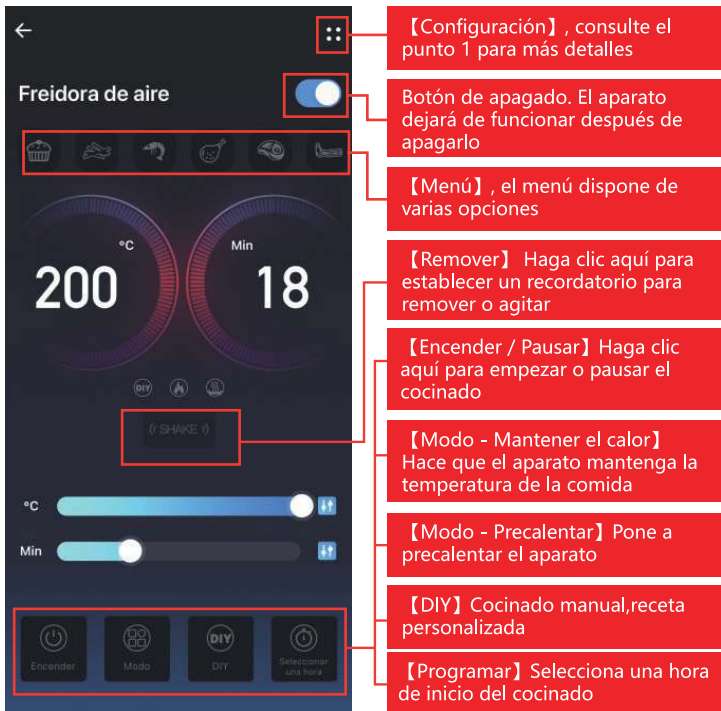 【Configuración】, consulte el
punto 1 para más detalles
Freidora de aire
Botón de apagado. El aparato
dejará de funcionar después de
apagarlo
【Menú】, el menú dispone de
varias opciones
°C
200
Min
18
【Remover】 Haga clic aquí para
establecer un recordatorio para
remover o agitar
【Encender / Pausar】Haga clic
aquí para empezar o pausar el
cocinado
DIY
SHAKE
【Modo - Mantener el calor】
Hace que el aparato mantenga la
temperatura de la comida
°C
【Modo - Precalentar】Pone a
precalentar el aparato
Min
【DIY】Cocinado manual,receta
personalizada
【Programar】Selecciona una hora
de inicio del cocinado
DIY
Encender
Modo
DIY
Seleccionar
una hora